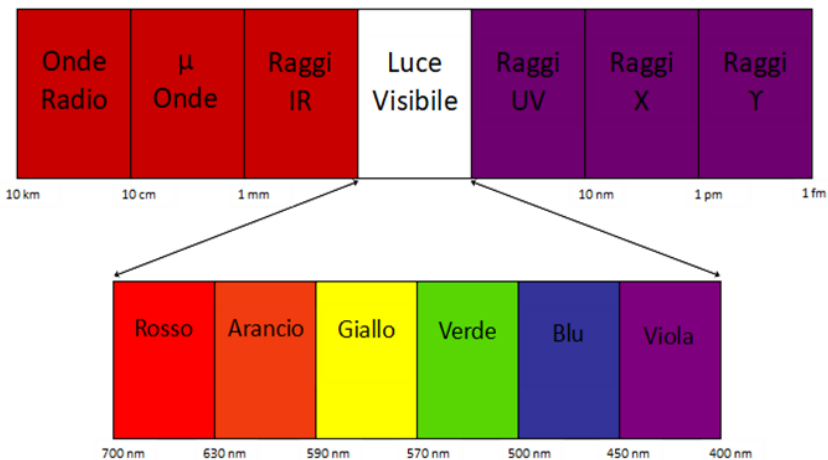 Onde
Radio
μ
Onde
Raggi
IR
Luce
Visibile
Raggi
UV
Raggi
X
Raggi
ϒ
10 km
10 cm
1 mm
10 nm
1 pm
1 fm
Rosso
Arancio
Giallo
Verde
Blu
Viola
700 nm
630 nm
590 nm
570 nm
500 nm
450 nm
400 nm